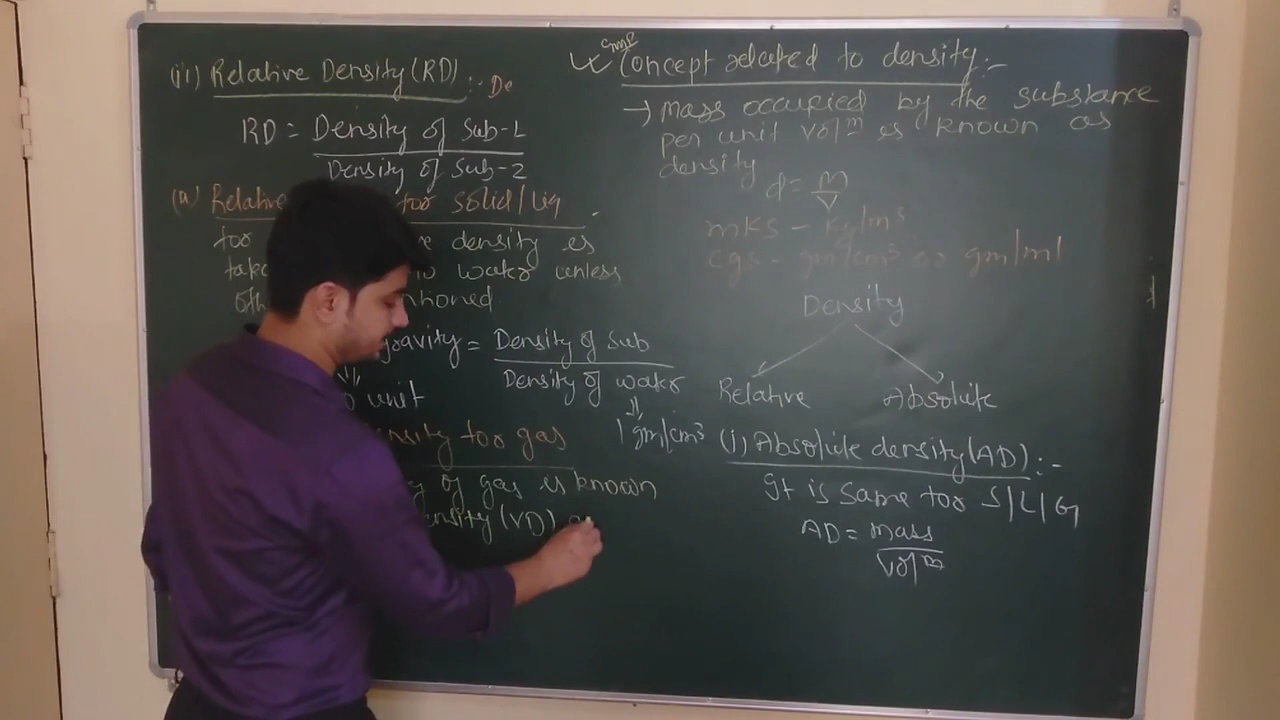 Imp
Concept related to density:-
→ Mass occupied by the substance
per unit volᵐ is known as
density
d = M/V
mks - kg/m³
cgs - gm/cm³ or gm/ml
Density
Relative Absolute
(i) Absolute density(AD):-
It is same for S/L/G
AD = mass
Volᵐ
(ii) Relative Density(RD):- De
RD = Density of Sub-1
Density of Sub-2
(a) Relative for solid/Liq
for density is
water unless
gravity = Density of Sub
Density of water
unit
1 gm/cm³
for gas
of gas is known
(VD)